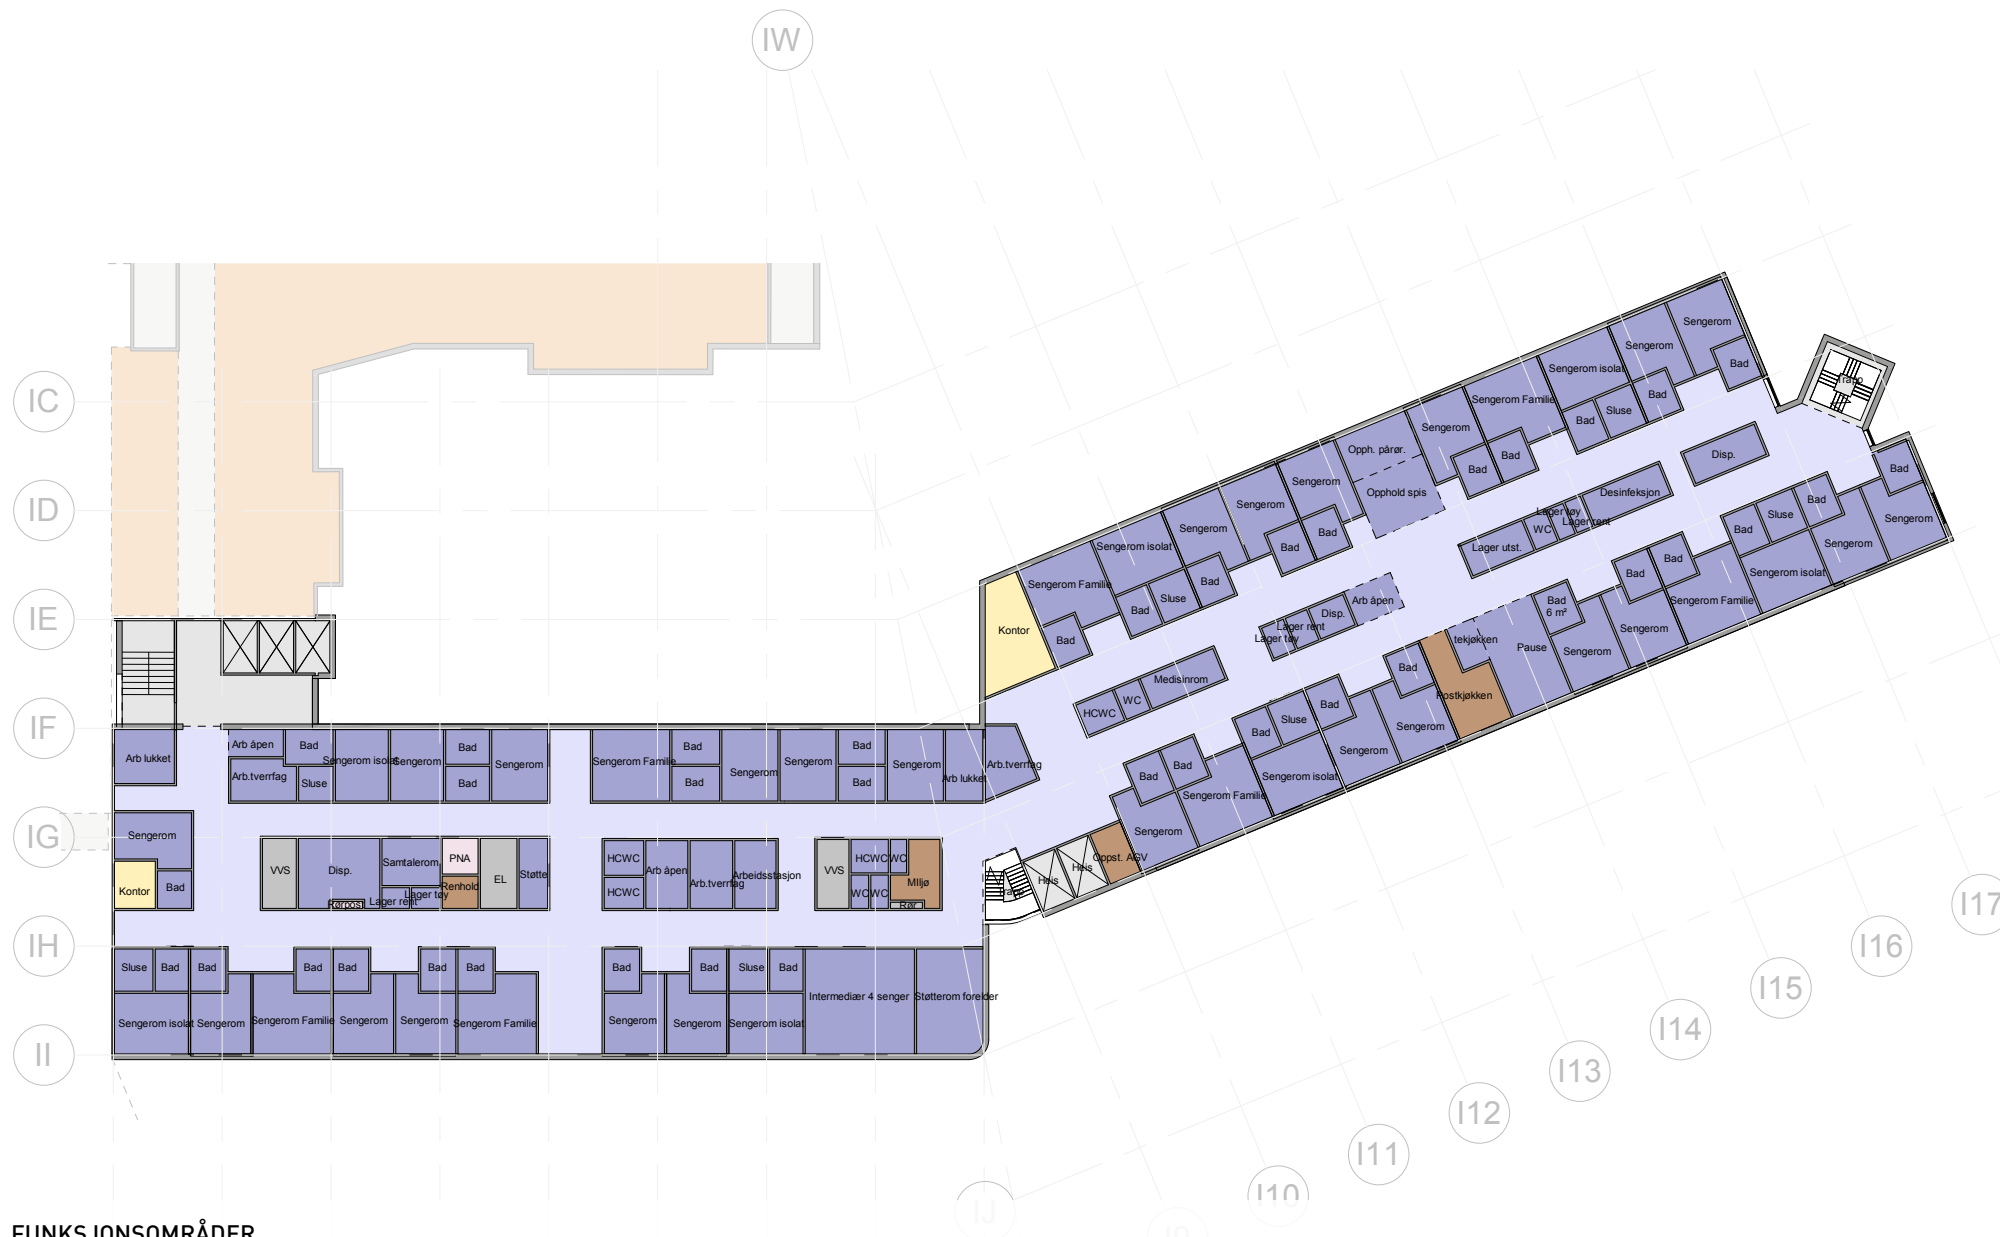 IW
IC
ID
IE
IF
IG
IH
II
IJ
I10
I11
I12
I13
I14
I15
I16
I17
Sengerom
Bad
Sengerom
Sengerom isolat
Bad
Sluse
Bad
Sengerom Familie
Sengerom
Bad
Bad
Opph. pårør.
Opphold spis
Sengerom
Sengerom
Bad
Bad
Sengerom
Sengerom isolat
Bad
Sluse
Bad
Sengerom Familie
Bad
Kontor
Trapp
Disp.
Desinfeksjon
Lager tøy
Lager rent
WC
Lager utst.
Arb åpen
Disp.
Lager rent
Lager tøy
Medisinrom
WC
HCWC
Bad
Sengerom
Bad
Sluse
Bad
Sengerom
Sengerom isolat
Bad
Bad
Sengerom Familie
Bad
6 m²
Sengerom
Sengerom
Pause
tekjøkken
Postkjøkken
Bad
Sengerom
Bad
Sluse
Bad
Sengerom
Sengerom isolat
Bad
Bad
Sengerom Familie
Sengerom
Oppst. AGV
Heis
Heis
Trapp
Arb lukket
Arb åpen
Bad
Arb.tverrfag
Sluse
Sengerom isolat
Sengerom
Bad
Bad
Sengerom
Sengerom Familie
Bad
Bad
Sengerom
Sengerom
Bad
Bad
Sengerom
Arb lukket
Arb.tverrfag
Sengerom
Kontor
Bad
VVS
Disp.
Rørpost
Samtalerom
Lager rent
Lager tøy
PNA
Renhold
EL
Støtte
HCWC
HCWC
Arb åpen
Arb.tverrfag
Arbeidsstasjon
VVS
HCWC
WC
WC
WC
MIljø
Rør
Sluse
Bad
Bad
Bad
Bad
Bad
Bad
Bad
Bad
Sluse
Bad
Sengerom isolat
Sengerom
Sengerom Familie
Sengerom
Sengerom
Sengerom Familie
Sengerom
Sengerom
Sengerom isolat
Intermediær 4 senger
Støtterom forelder
FUNKSJONSOMRÅDER